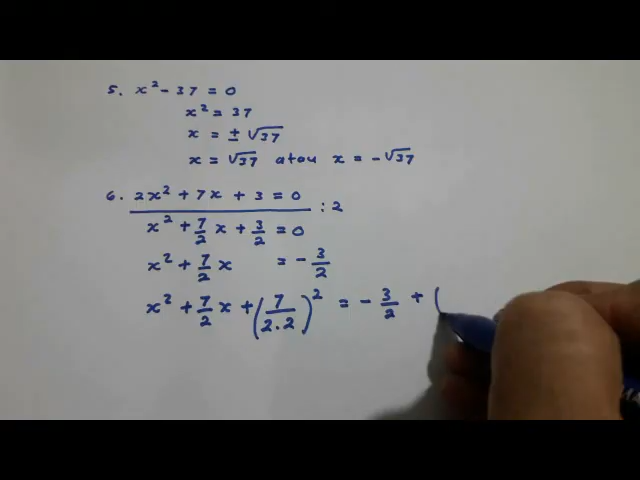 5. x² - 37 = 0
x² = 37
x = ± √37
x = √37 atau x = -√37
6. 2x² + 7x + 3 = 0 : 2
x² + 7/2 x + 3/2 = 0
x² + 7/2 x = - 3/2
x² + 7/2 x + (7/2.2)² = - 3/2 + (